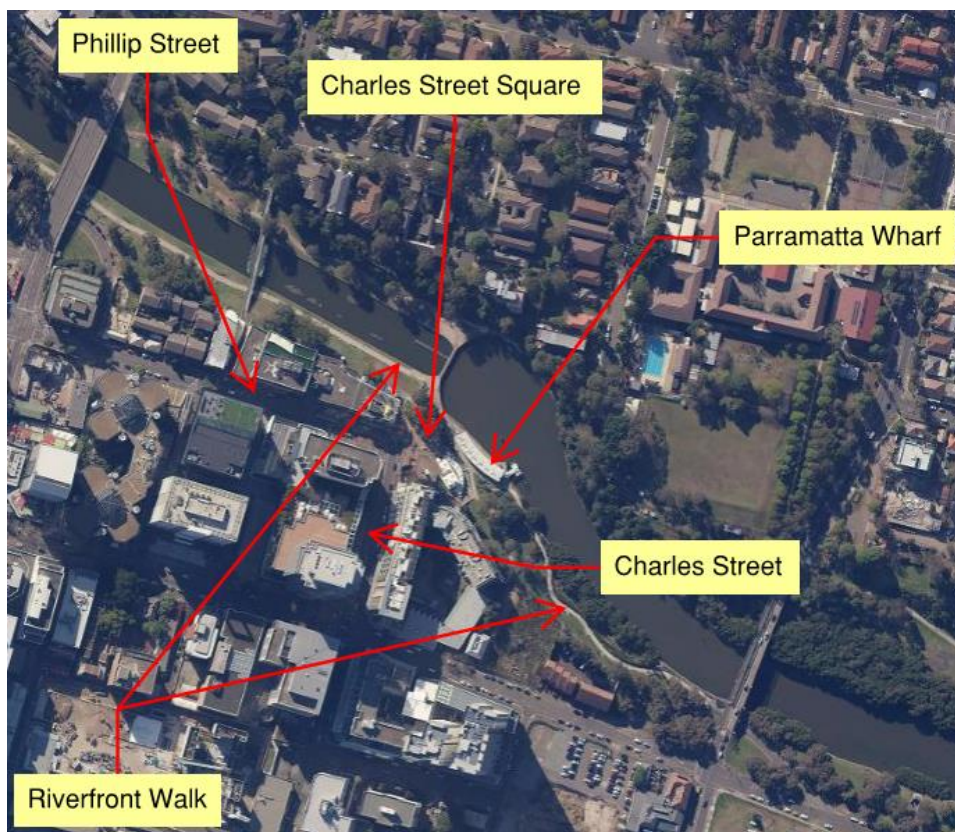 Phillip Street
Charles Street Square
Parramatta Wharf
Charles Street
Riverfront Walk